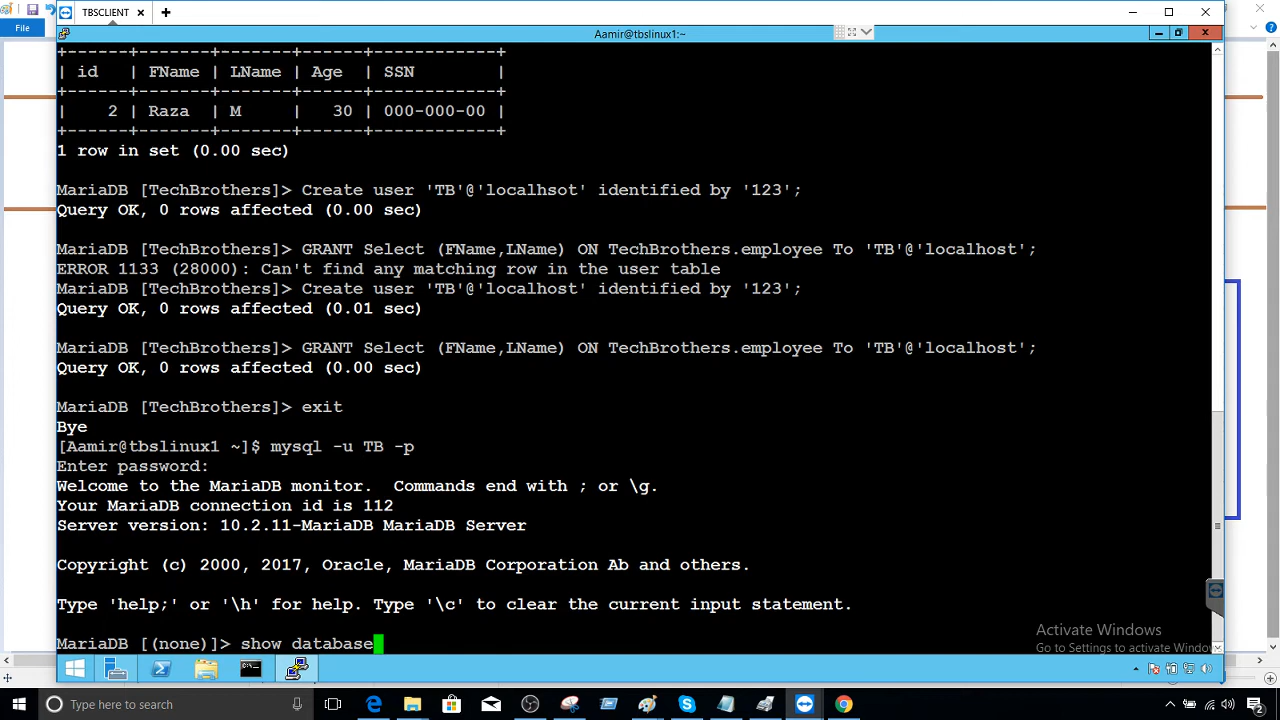 TBSCLIENT
File
Aamir@tbslinux1:~
+------+-------+-------+------+------------+
| id | FName | LName | Age | SSN |
+------+-------+-------+------+------------+
| 2 | Raza | M | 30 | 000-000-00 |
+------+-------+-------+------+------------+
1 row in set (0.00 sec)
MariaDB [TechBrothers]> Create user 'TB'@'localhsot' identified by '123';
Query OK, 0 rows affected (0.00 sec)
MariaDB [TechBrothers]> GRANT Select (FName,LName) ON TechBrothers.employee To 'TB'@'localhost';
ERROR 1133 (28000): Can't find any matching row in the user table
MariaDB [TechBrothers]> Create user 'TB'@'localhost' identified by '123';
Query OK, 0 rows affected (0.01 sec)
MariaDB [TechBrothers]> GRANT Select (FName,LName) ON TechBrothers.employee To 'TB'@'localhost';
Query OK, 0 rows affected (0.00 sec)
MariaDB [TechBrothers]> exit
Bye
[Aamir@tbslinux1 ~]$ mysql -u TB -p
Enter password:
Welcome to the MariaDB monitor.  Commands end with ; or \g.
Your MariaDB connection id is 112
Server version: 10.2.11-MariaDB MariaDB Server
Copyright (c) 2000, 2017, Oracle, MariaDB Corporation Ab and others.
Type 'help;' or '\h' for help. Type '\c' to clear the current input statement.
MariaDB [(none)]> show database
Activate Windows
Go to Settings to activate Windo
Type here to search